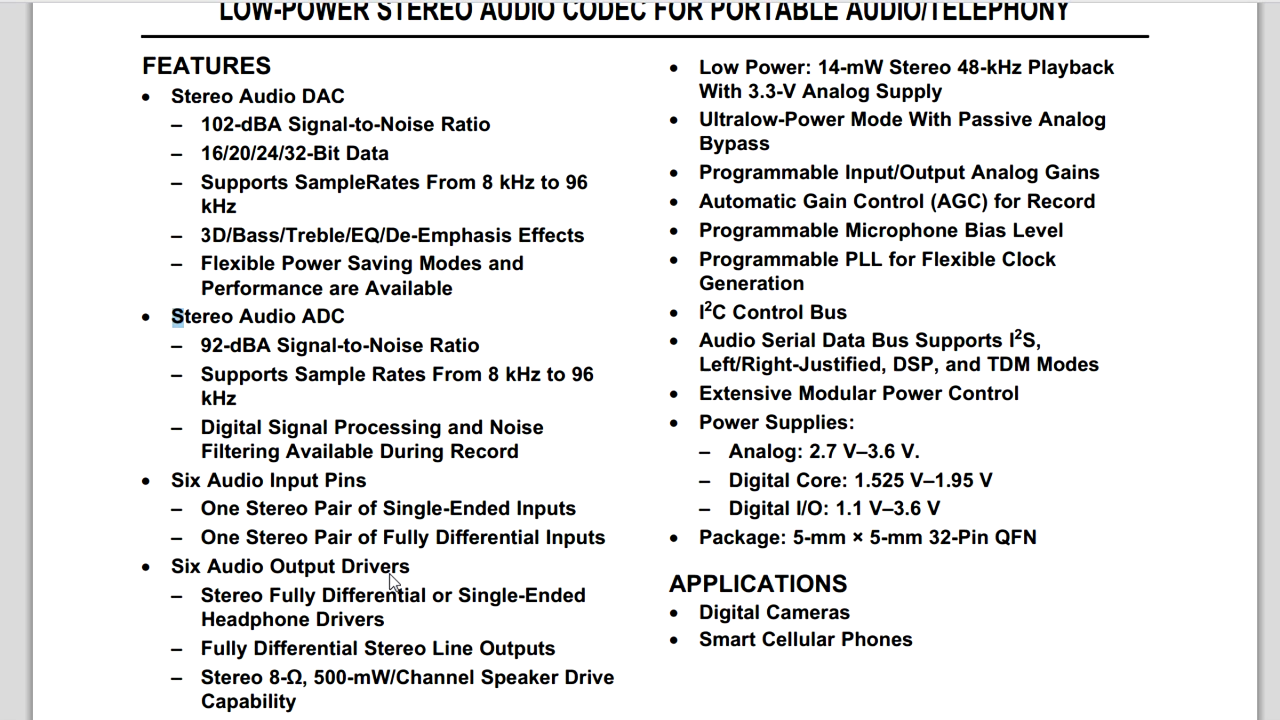 LOW-POWER STEREO AUDIO CODEC FOR PORTABLE AUDIO/TELEPHONY
FEATURES
• Stereo Audio DAC
– 102-dBA Signal-to-Noise Ratio
– 16/20/24/32-Bit Data
– Supports SampleRates From 8 kHz to 96
kHz
– 3D/Bass/Treble/EQ/De-Emphasis Effects
– Flexible Power Saving Modes and
Performance are Available
• Stereo Audio ADC
– 92-dBA Signal-to-Noise Ratio
– Supports Sample Rates From 8 kHz to 96
kHz
– Digital Signal Processing and Noise
Filtering Available During Record
• Six Audio Input Pins
– One Stereo Pair of Single-Ended Inputs
– One Stereo Pair of Fully Differential Inputs
• Six Audio Output Drivers
– Stereo Fully Differential or Single-Ended
Headphone Drivers
– Fully Differential Stereo Line Outputs
– Stereo 8-Ω, 500-mW/Channel Speaker Drive
Capability
• Low Power: 14-mW Stereo 48-kHz Playback
With 3.3-V Analog Supply
• Ultralow-Power Mode With Passive Analog
Bypass
• Programmable Input/Output Analog Gains
• Automatic Gain Control (AGC) for Record
• Programmable Microphone Bias Level
• Programmable PLL for Flexible Clock
Generation
• I²C Control Bus
• Audio Serial Data Bus Supports I²S,
Left/Right-Justified, DSP, and TDM Modes
• Extensive Modular Power Control
• Power Supplies:
– Analog: 2.7 V–3.6 V.
– Digital Core: 1.525 V–1.95 V
– Digital I/O: 1.1 V–3.6 V
• Package: 5-mm × 5-mm 32-Pin QFN
APPLICATIONS
• Digital Cameras
• Smart Cellular Phones